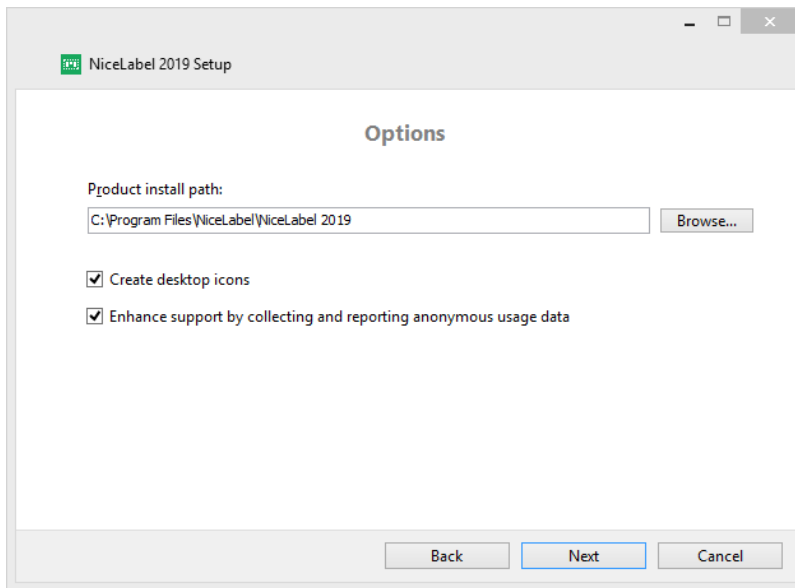 NiceLabel 2019 Setup
Options
Product install path:
C:\Program Files\NiceLabel\NiceLabel 2019
Browse...
Create desktop icons
Enhance support by collecting and reporting anonymous usage data
Back Next Cancel